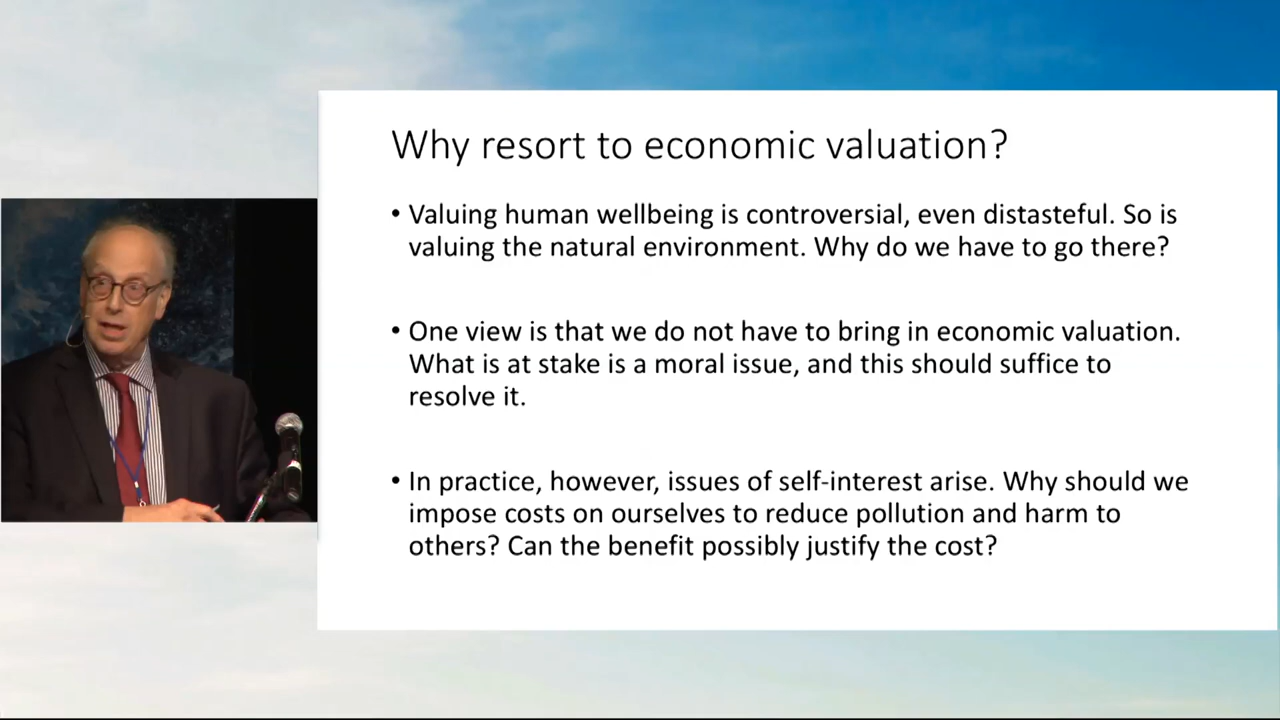 Why resort to economic valuation?
• Valuing human wellbeing is controversial, even distasteful. So is
valuing the natural environment. Why do we have to go there?
• One view is that we do not have to bring in economic valuation.
What is at stake is a moral issue, and this should suffice to
resolve it.
• In practice, however, issues of self-interest arise. Why should we
impose costs on ourselves to reduce pollution and harm to
others? Can the benefit possibly justify the cost?